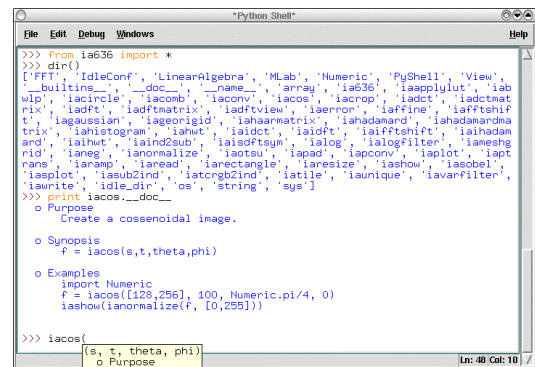 *Python Shell*
File Edit Debug Windows Help
>>> from ia636 import *
>>> dir()
['FFT', 'IdleConf', 'LinearAlgebra', 'MLab', 'Numeric', 'PyShell', 'View',
'__builtins__', '__doc__', '__name__', 'array', 'ia636', 'iaapplylut', 'iab
wlp', 'iacircle', 'iacomb', 'iaconv', 'iacos', 'iacrop', 'iadct', 'iadctmat
rix', 'iadft', 'iadftmatrix', 'iadftview', 'iaerror', 'iaffine', 'iafftshif
t', 'iagaussian', 'iageorigid', 'iahaarmatrix', 'iahadamard', 'iahadamardma
trix', 'iahistogram', 'iahwt', 'iaidct', 'iaidft', 'iaifftshift', 'iaihadam
ard', 'iaihwt', 'iaind2sub', 'iaisdftsym', 'ialog', 'ialogfilter', 'iameshg
rid', 'ianeg', 'ianormalize', 'iaotsu', 'iapad', 'iapconv', 'iaplot', 'iapt
rans', 'iaramp', 'iaread', 'iarectangle', 'iaresize', 'iashow', 'iasobel',
'iasplot', 'iasub2ind', 'iatcrgb2ind', 'iatile', 'iaunique', 'iavarfilter',
'iawrite', 'idle_dir', 'os', 'string', 'sys']
>>> print iacos.__doc__
o Purpose
Create a cossenoidal image.
o Synopsis
f = iacos(s,t,theta,phi)
o Examples
import Numeric
f = iacos([128,256], 100, Numeric.pi/4, 0)
iashow(ianormalize(f, [0,255]))
>>> iacos(
(s, t, theta, phi)
o Purpose
Ln: 48 Col: 10